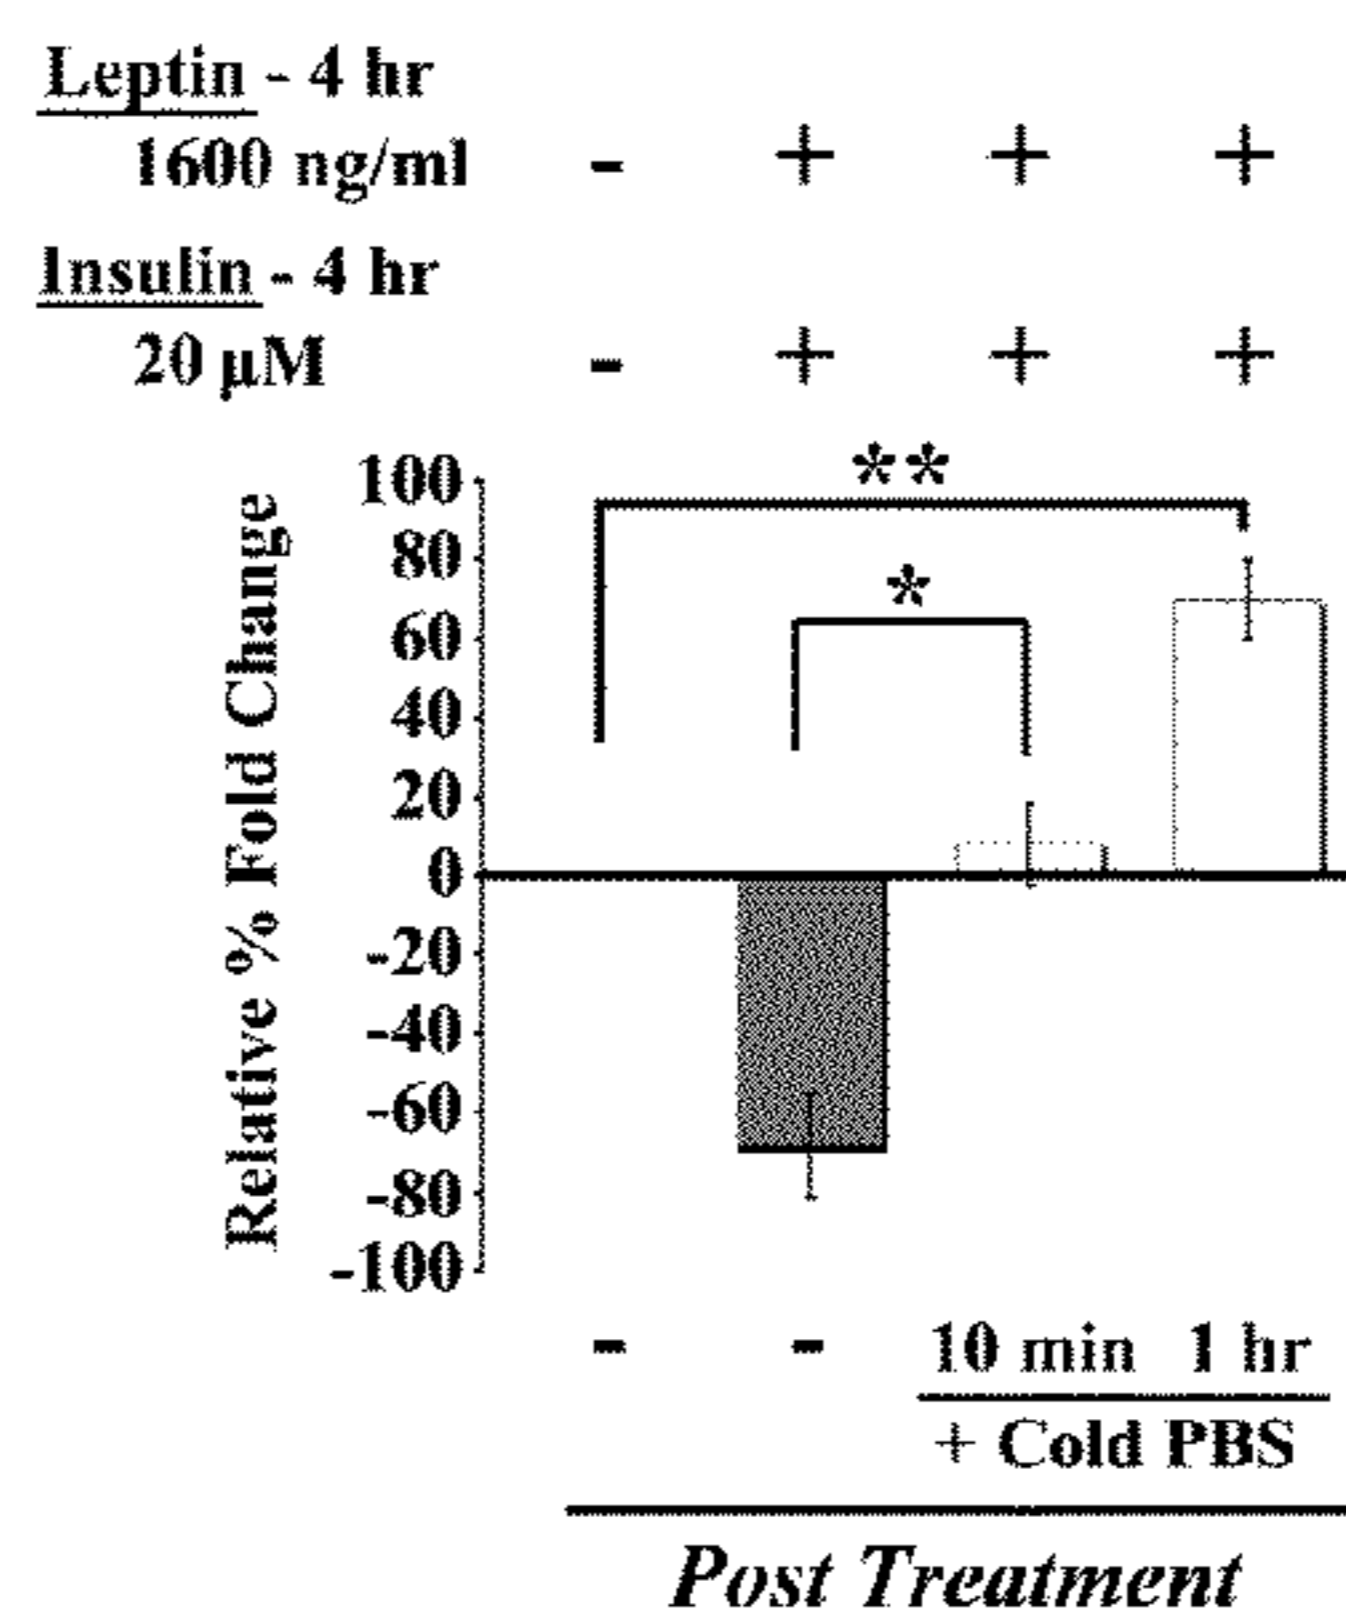 Leptin - 4 hr
1600 ng/ml - + + +
Insulin - 4 hr
20 µM - + + +
**
*
Relative % Fold Change
100
80
60
40
20
0
-20
-40
-60
-80
-100
- - 10 min 1 hr
+ Cold PBS
Post Treatment